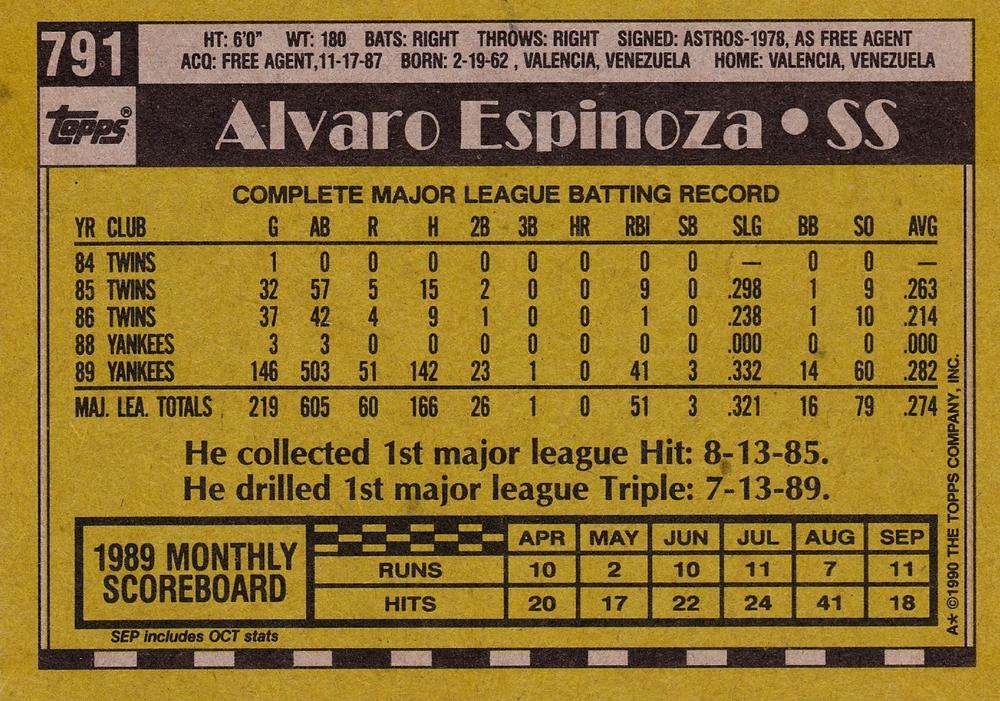 791
HT: 6'0" WT: 180 BATS: RIGHT THROWS: RIGHT SIGNED: ASTROS-1978, AS FREE AGENT
ACQ: FREE AGENT,11-17-87 BORN: 2-19-62 , VALENCIA, VENEZUELA HOME: VALENCIA, VENEZUELA
topps®
Alvaro Espinoza • SS
COMPLETE MAJOR LEAGUE BATTING RECORD
YR CLUB G AB R H 2B 3B HR RBI SB SLG BB SO AVG
84 TWINS 1 0 0 0 0 0 0 0 0 — 0 0 —
85 TWINS 32 57 5 15 2 0 0 9 0 .298 1 9 .263
86 TWINS 37 42 4 9 1 0 0 1 0 .238 1 10 .214
88 YANKEES 3 3 0 0 0 0 0 0 0 .000 0 0 .000
89 YANKEES 146 503 51 142 23 1 0 41 3 .332 14 60 .282
MAJ. LEA. TOTALS 219 605 60 166 26 1 0 51 3 .321 16 79 .274
He collected 1st major league Hit: 8-13-85.
He drilled 1st major league Triple: 7-13-89.
1989 MONTHLY
SCOREBOARD
APR MAY JUN JUL AUG SEP
RUNS 10 2 10 11 7 11
HITS 20 17 22 24 41 18
SEP includes OCT stats
A* ©1990 THE TOPPS COMPANY, INC.